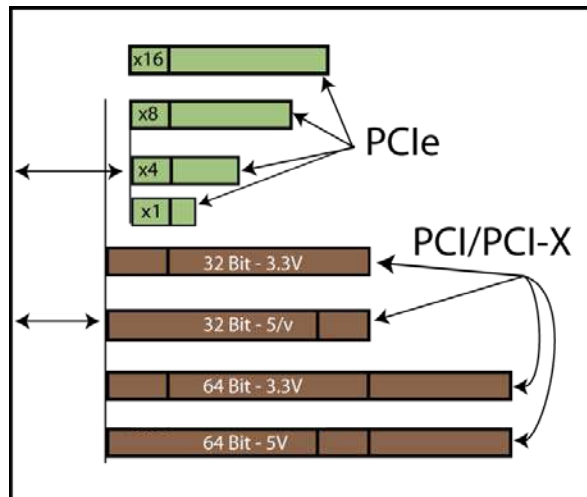 x16
x8
PCIe
x4
x1
PCI/PCI-X
32 Bit - 3.3V
32 Bit - 5/v
64 Bit - 3.3V
64 Bit - 5V